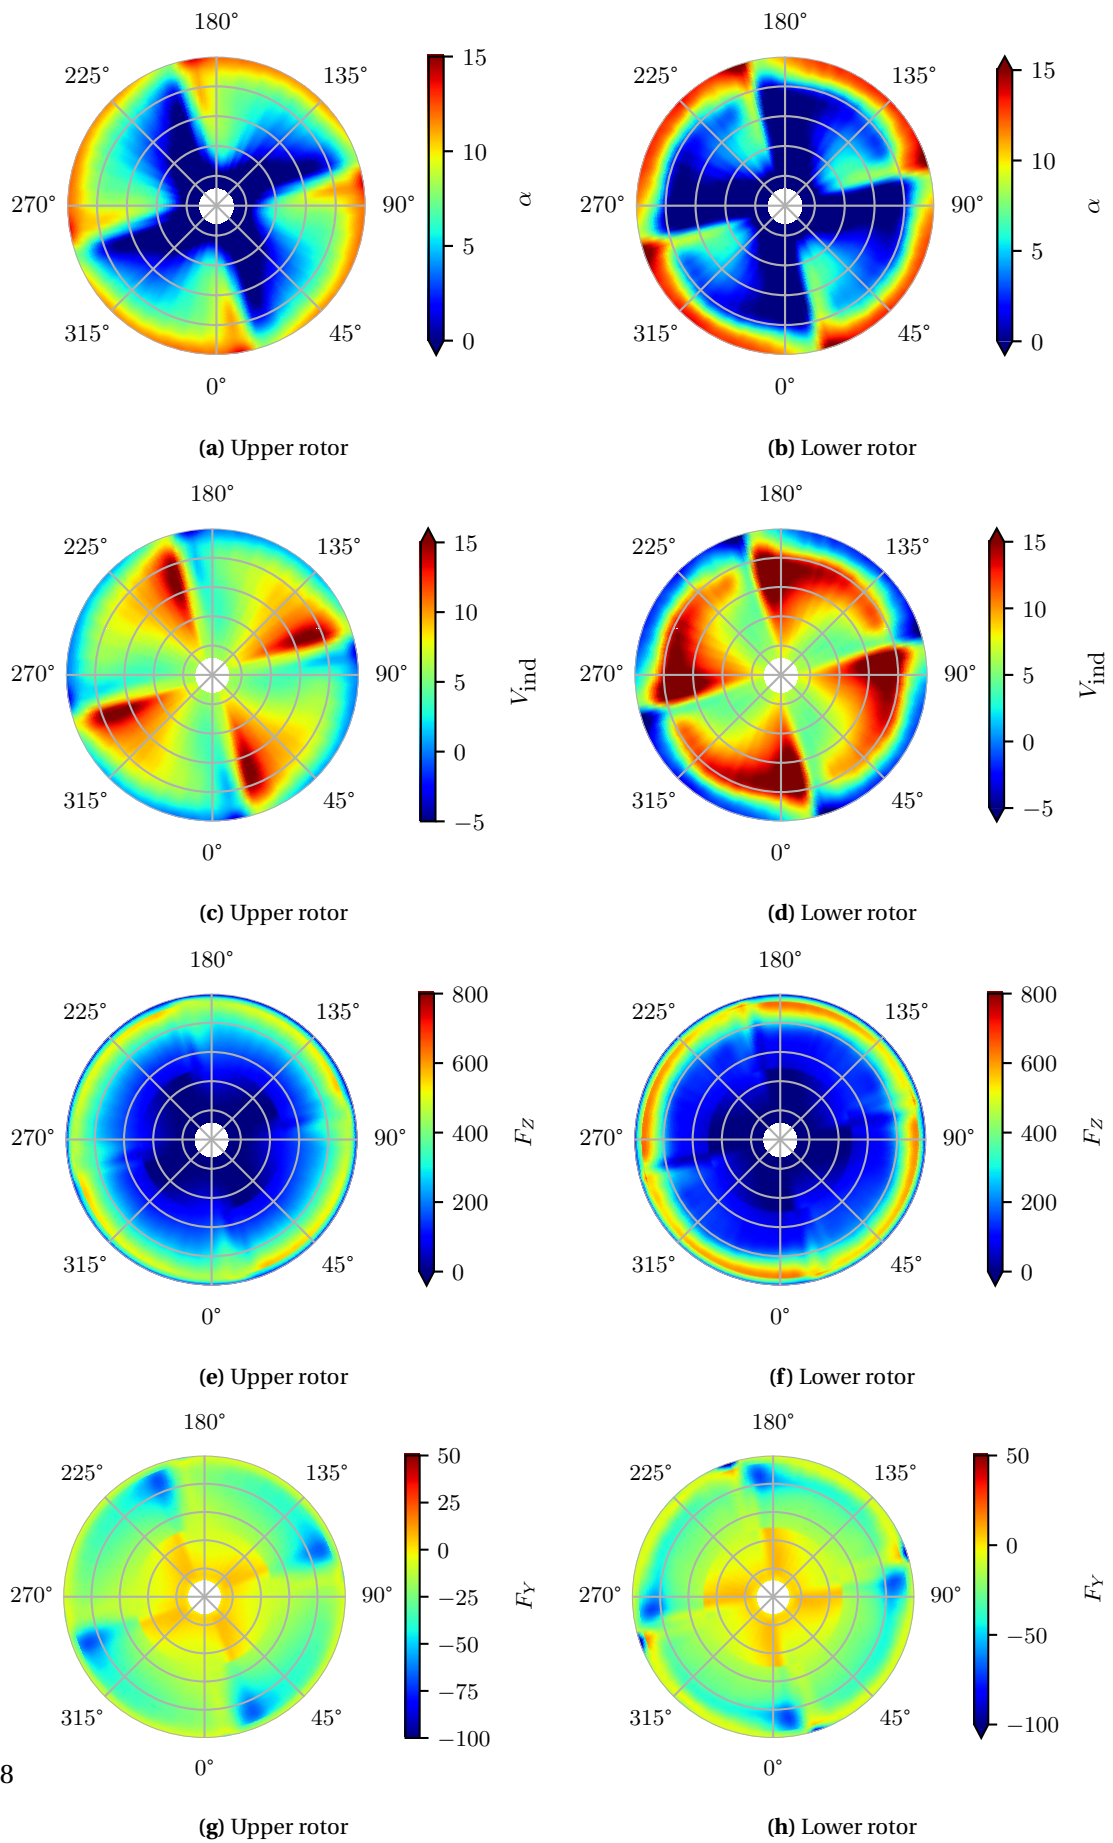 180° 180°
225° 135° 15 225° 135° 15
10 10
270° 90° α 270° 90° α
5 5
315° 45° 0 315° 45° 0
0° 0°
(a) Upper rotor (b) Lower rotor
180° 180°
225° 135° 15 225° 135° 15
10 10
270° 90° 5 V_ind 270° 90° 5 V_ind
0 0
315° 45° −5 315° 45° −5
0° 0°
(c) Upper rotor (d) Lower rotor
180° 180°
225° 135° 800 225° 135° 800
600 600
270° 90° 400 F_Z 270° 90° 400 F_Z
200 200
315° 45° 0 315° 45° 0
0° 0°
(e) Upper rotor (f) Lower rotor
180° 180°
225° 135° 50 225° 135° 50
25
0 0
270° 90° −25 F_Y 270° 90° F_Y
−50 −50
−75
315° 45° −100 315° 45° −100
0° 0°
8
(g) Upper rotor (h) Lower rotor